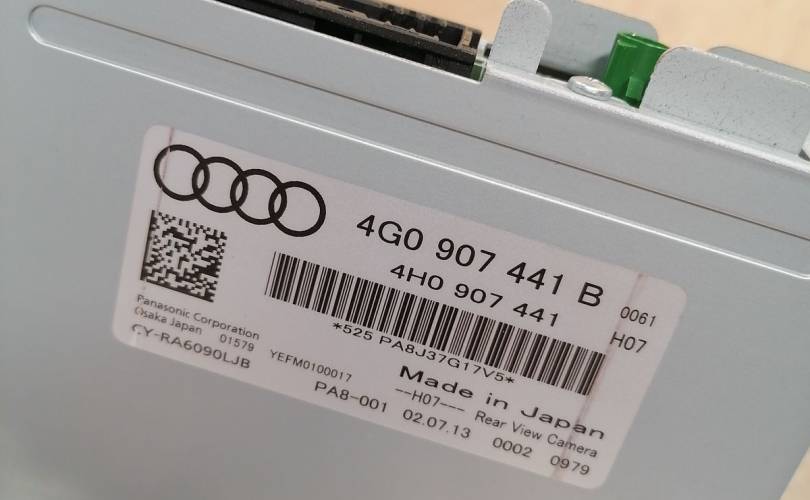 4G0 907 441 B 0061
4H0 907 441 H07
*525 PA8J37G17V5*
Panasonic Corporation
Osaka Japan 01579
CY-RA6090LJB
YEFM0100017
Made in Japan
--H07--- Rear View Camera
PA8-001 02.07.13 0002 0979